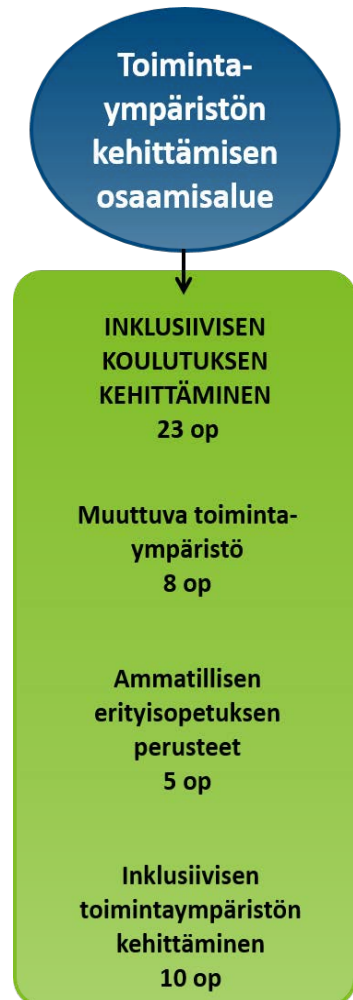 Toiminta-
ympäristön
kehittämisen
osaamisalue
INKLUSIIVISEN
KOULUTUKSEN
KEHITTÄMINEN
23 op
Muuttuva toiminta-
ympäristö
8 op
Ammatillisen
erityisopetuksen
perusteet
5 op
Inklusiivisen
toimintaympäristön
kehittäminen
10 op